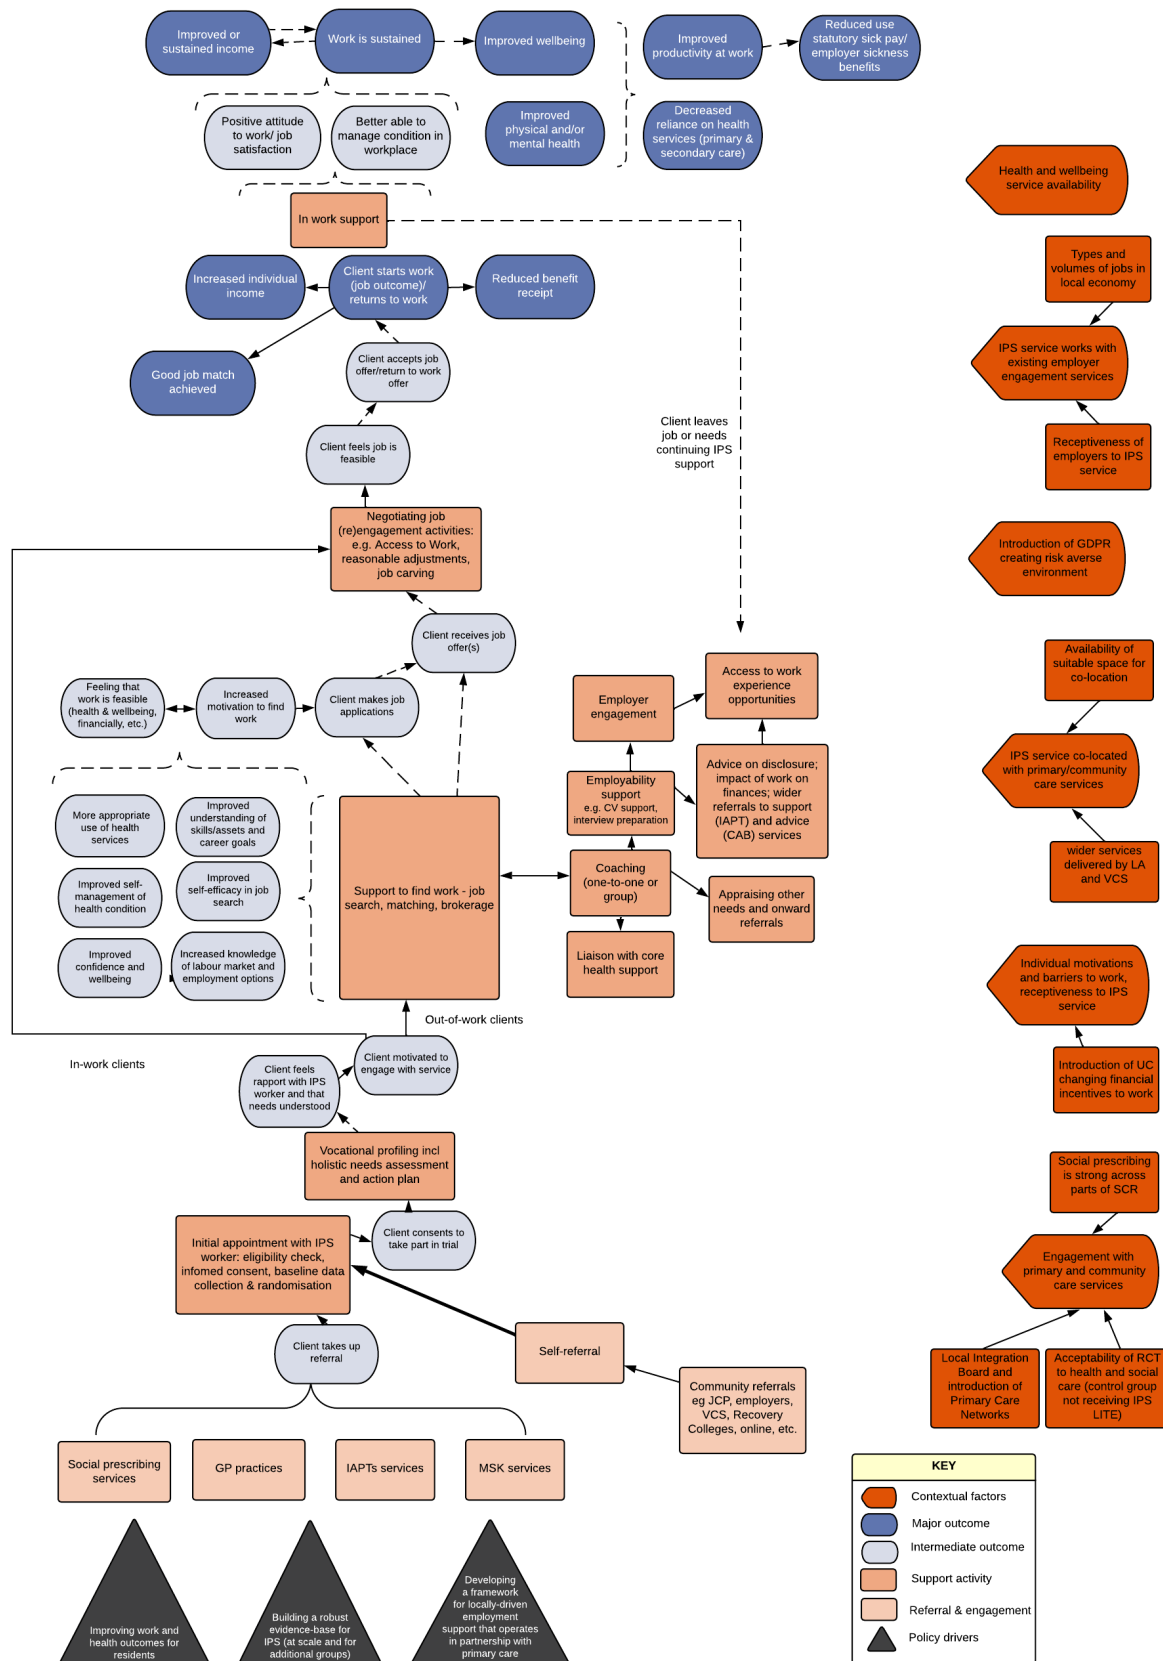 Improved or
sustained income
Work is sustained
Improved wellbeing
Improved
productivity at work
Reduced use
statutory sick pay/
employer sickness
benefits
Positive attitude
to work/ job
satisfaction
Better able to
manage condition in
workplace
Improved
physical and/or
mental health
Decreased
reliance on health
services (primary &
secondary care)
Health and wellbeing
service availability
In work support
Types and
volumes of jobs in
local economy
Increased individual
income
Client starts work
(job outcome)/
returns to work
Reduced benefit
receipt
IPS service works with
existing employer
engagement services
Good job match
achieved
Client accepts job
offer/return to work
offer
Client feels job is
feasible
Client leaves
job or needs
continuing IPS
support
Receptiveness of
employers to IPS
service
Negotiating job
(re)engagement activities:
e.g. Access to Work,
reasonable adjustments,
job carving
Introduction of GDPR
creating risk averse
environment
Client receives job
offer(s)
Availability of
suitable space for
co-location
Feeling that
work is feasible
(health & wellbeing,
financially, etc.)
Increased
motivation to find
work
Client makes job
applications
Employer
engagement
Access to work
experience
opportunities
IPS service co-located
with primary/community
care services
Employability
support
e.g. CV support,
interview preparation
Advice on disclosure;
impact of work on
finances; wider
referrals to support
(IAPT) and advice
(CAB) services
More appropriate
use of health
services
Improved
understanding of
skills/assets and
career goals
wider services
delivered by LA
and VCS
Improved self-
management of
health condition
Improved
self-efficacy in job
search
Support to find work - job
search, matching, brokerage
Coaching
(one-to-one or
group)
Appraising other
needs and onward
referrals
Improved
confidence and
wellbeing
Increased knowledge
of labour market and
employment options
Liaison with core
health support
Individual motivations
and barriers to work,
receptiveness to IPS
service
Out-of-work clients
In-work clients
Client motivated to
engage with service
Client feels
rapport with IPS
worker and that
needs understood
Introduction of UC
changing financial
incentives to work
Vocational profiling incl
holistic needs assessment
and action plan
Social prescribing
is strong across
parts of SCR
Initial appointment with IPS
worker: eligibility check,
infomed consent, baseline data
collection & randomisation
Client consents to
take part in trial
Engagement with
primary and community
care services
Client takes up
referral
Self-referral
Community referrals
eg JCP, employers,
VCS, Recovery
Colleges, online, etc.
Local Integration
Board and
introduction of
Primary Care
Networks
Acceptability of RCT
to health and social
care (control group
not receiving IPS
LITE)
Social prescribing
services
GP practices
IAPTs services
MSK services
KEY
Contextual factors
Major outcome
Intermediate outcome
Support activity
Referral & engagement
Policy drivers
Improving work and
health outcomes for
residents
Building a robust
evidence-base for
IPS (at scale and for
additional groups)
Developing
a framework
for locally-driven
employment
support that operates
in partnership with
primary care